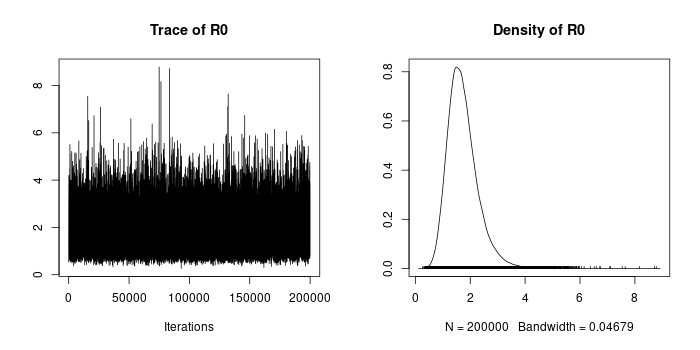 Trace of R0
8
6
4
2
0
0 50000 100000 150000 200000
Iterations
Density of R0
0.8
0.6
0.4
0.2
0.0
0 2 4 6 8
N = 200000 Bandwidth = 0.04679